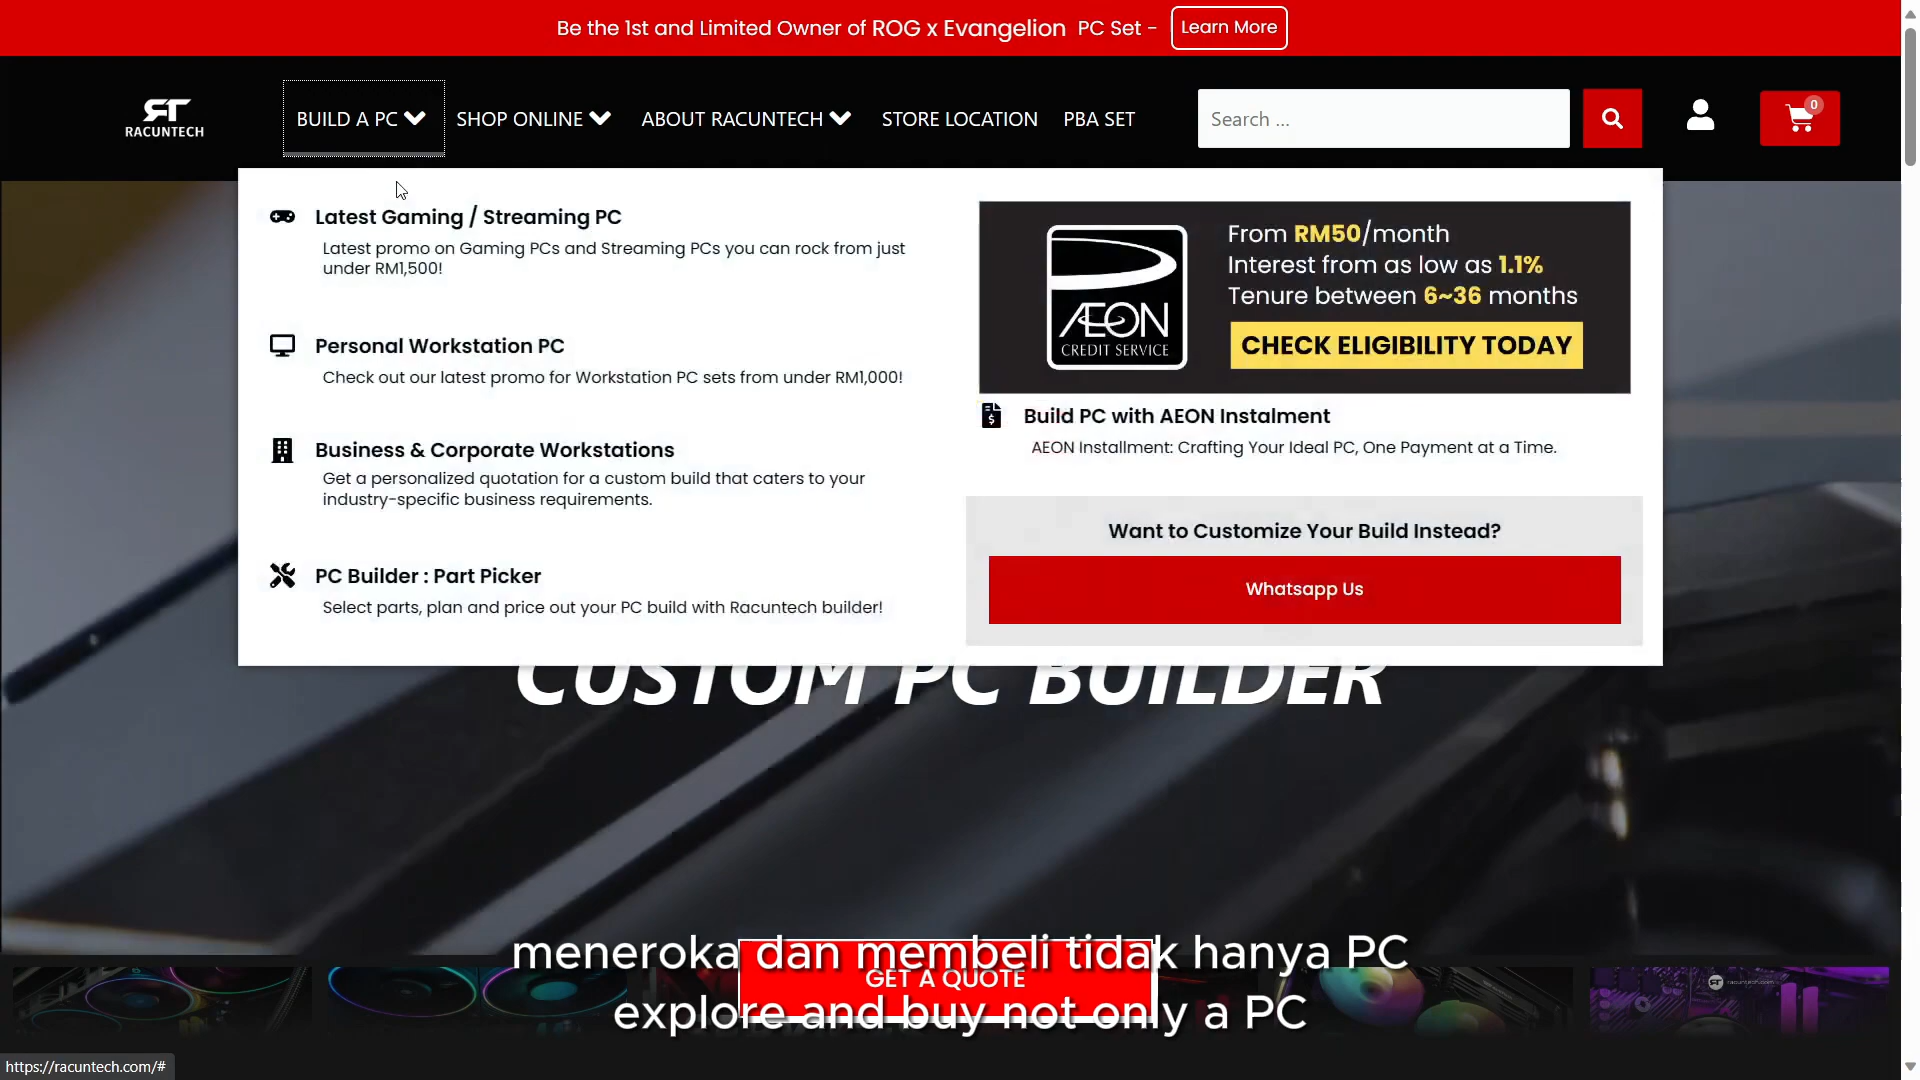 Be the 1st and Limited Owner of ROG x Evangelion PC Set - Learn More
RACUNTECH
BUILD A PC SHOP ONLINE ABOUT RACUNTECH STORE LOCATION PBA SET Search ... 0
Latest Gaming / Streaming PC
Latest promo on Gaming PCs and Streaming PCs you can rock from just
under RM1,500!
Personal Workstation PC
Check out our latest promo for Workstation PC sets from under RM1,000!
Business & Corporate Workstations
Get a personalized quotation for a custom build that caters to your
industry-specific business requirements.
PC Builder : Part Picker
Select parts, plan and price out your PC build with Racuntech builder!
ÆON
CREDIT SERVICE
From RM50/month
Interest from as low as 1.1%
Tenure between 6~36 months
CHECK ELIGIBILITY TODAY
Build PC with AEON Instalment
AEON Installment: Crafting Your Ideal PC, One Payment at a Time.
Want to Customize Your Build Instead?
Whatsapp Us
CUSTOM PC BUILDER
meneroka dan membeli tidak hanya PC
GET A QUOTE
explore and buy not only a PC
racuntech.com
https://racuntech.com/#